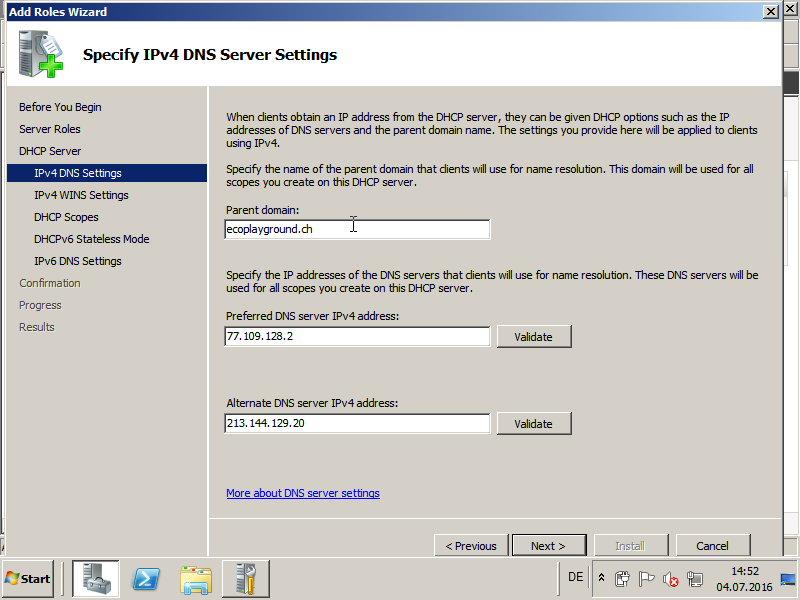 Add Roles Wizard
Specify IPv4 DNS Server Settings
Before You Begin
Server Roles
DHCP Server
IPv4 DNS Settings
IPv4 WINS Settings
DHCP Scopes
DHCPv6 Stateless Mode
IPv6 DNS Settings
Confirmation
Progress
Results
When clients obtain an IP address from the DHCP server, they can be given DHCP options such as the IP
addresses of DNS servers and the parent domain name. The settings you provide here will be applied to clients
using IPv4.
Specify the name of the parent domain that clients will use for name resolution. This domain will be used for all
scopes you create on this DHCP server.
Parent domain:
ecoplayground.ch
Specify the IP addresses of the DNS servers that clients will use for name resolution. These DNS servers will be
used for all scopes you create on this DHCP server.
Preferred DNS server IPv4 address:
77.109.128.2
Validate
Alternate DNS server IPv4 address:
213.144.129.20
Validate
More about DNS server settings
< Previous
Next >
Install
Cancel
Start
DE
14:52
04.07.2016